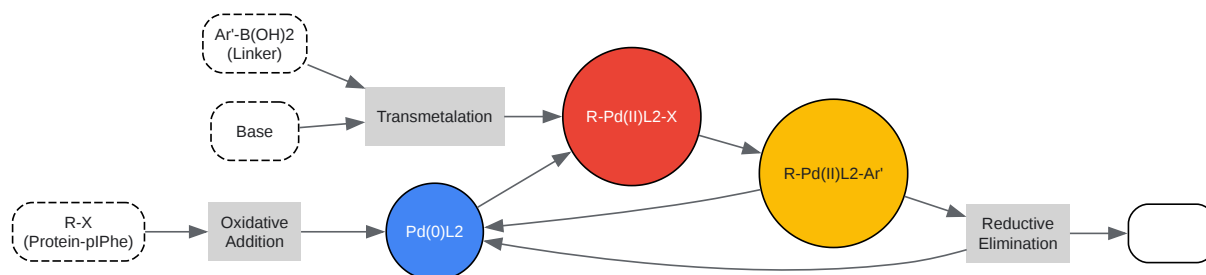 Ar'-B(OH)2
(Linker)
Base
Transmetalation
R-Pd(II)L2-X
R-Pd(II)L2-Ar'
R-X
(Protein-pIPhe)
Oxidative
Addition
Pd(0)L2
Reductive
Elimination